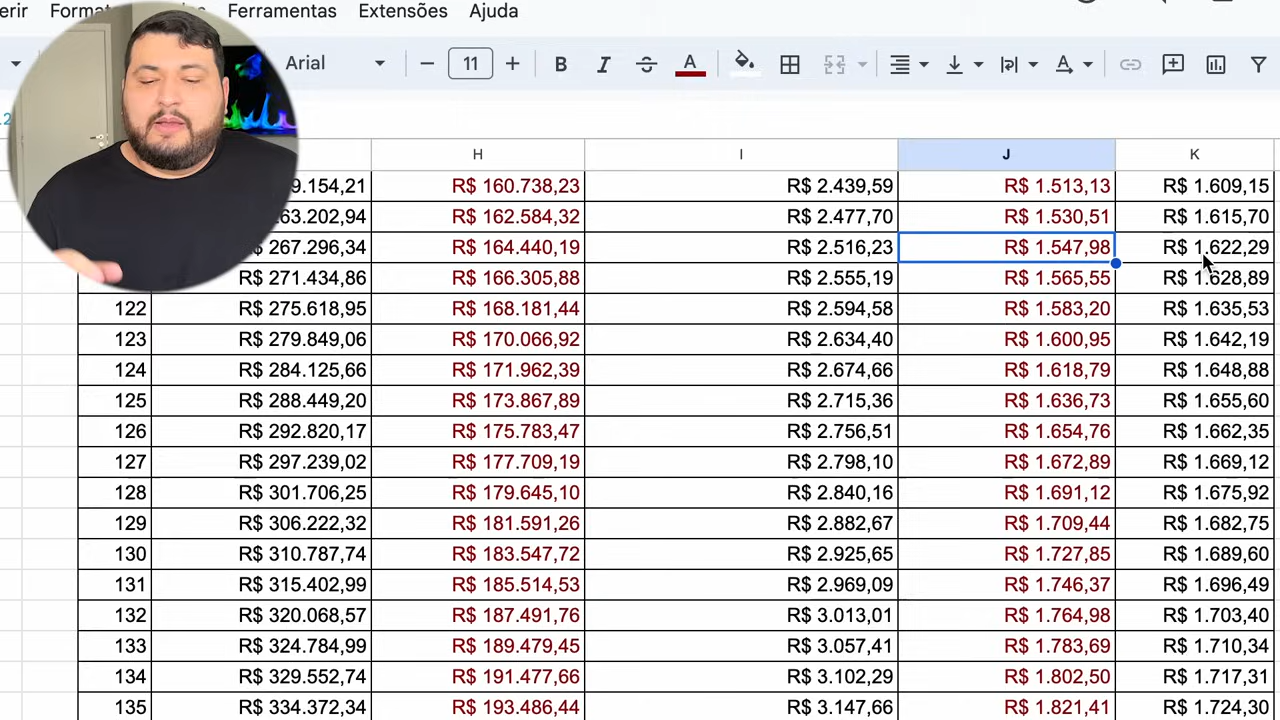 Ferramentas Extensões Ajuda
Arial 11
H I J K
R$ 160.738,23 R$ 2.439,59 R$ 1.513,13 R$ 1.609,15
R$ 162.584,32 R$ 2.477,70 R$ 1.530,51 R$ 1.615,70
R$ 267.296,34 R$ 164.440,19 R$ 2.516,23 R$ 1.547,98 R$ 1.622,29
R$ 271.434,86 R$ 166.305,88 R$ 2.555,19 R$ 1.565,55 R$ 1.628,89
122 R$ 275.618,95 R$ 168.181,44 R$ 2.594,58 R$ 1.583,20 R$ 1.635,53
123 R$ 279.849,06 R$ 170.066,92 R$ 2.634,40 R$ 1.600,95 R$ 1.642,19
124 R$ 284.125,66 R$ 171.962,39 R$ 2.674,66 R$ 1.618,79 R$ 1.648,88
125 R$ 288.449,20 R$ 173.867,89 R$ 2.715,36 R$ 1.636,73 R$ 1.655,60
126 R$ 292.820,17 R$ 175.783,47 R$ 2.756,51 R$ 1.654,76 R$ 1.662,35
127 R$ 297.239,02 R$ 177.709,19 R$ 2.798,10 R$ 1.672,89 R$ 1.669,12
128 R$ 301.706,25 R$ 179.645,10 R$ 2.840,16 R$ 1.691,12 R$ 1.675,92
129 R$ 306.222,32 R$ 181.591,26 R$ 2.882,67 R$ 1.709,44 R$ 1.682,75
130 R$ 310.787,74 R$ 183.547,72 R$ 2.925,65 R$ 1.727,85 R$ 1.689,60
131 R$ 315.402,99 R$ 185.514,53 R$ 2.969,09 R$ 1.746,37 R$ 1.696,49
132 R$ 320.068,57 R$ 187.491,76 R$ 3.013,01 R$ 1.764,98 R$ 1.703,40
133 R$ 324.784,99 R$ 189.479,45 R$ 3.057,41 R$ 1.783,69 R$ 1.710,34
134 R$ 329.552,74 R$ 191.477,66 R$ 3.102,29 R$ 1.802,50 R$ 1.717,31
135 R$ 334.372,34 R$ 193.486,44 R$ 3.147,66 R$ 1.821,41 R$ 1.724,30